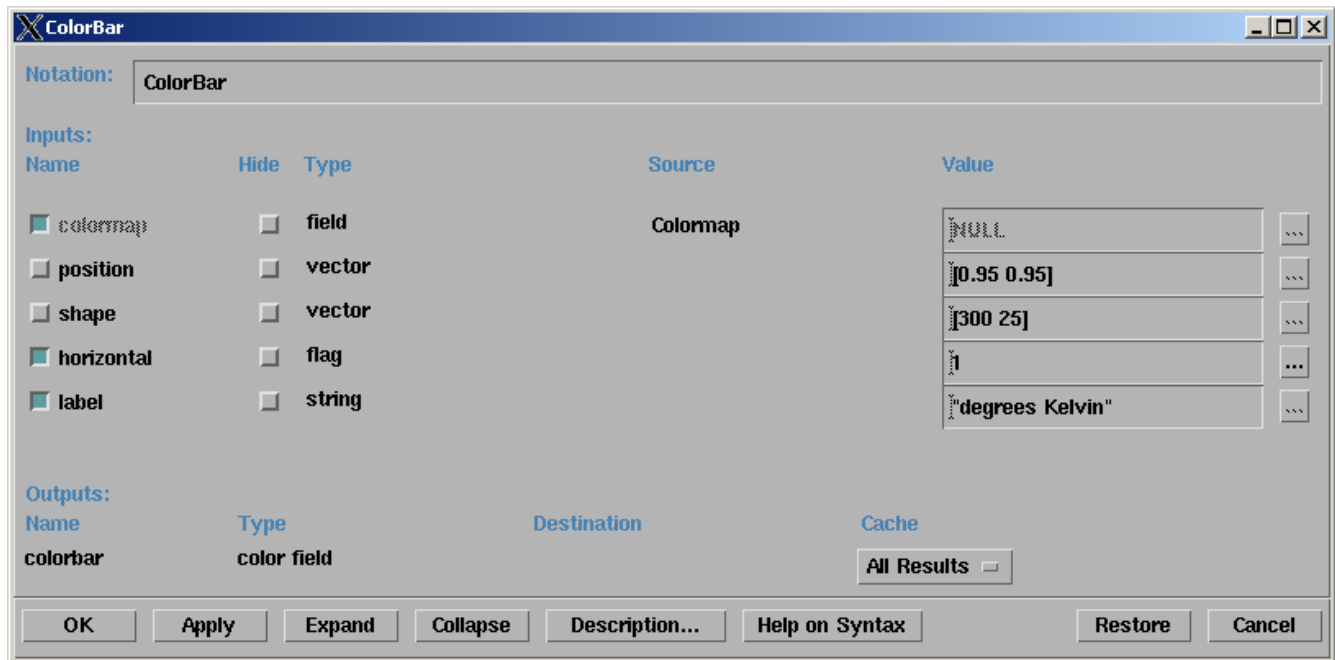 ColorBar
Notation: ColorBar
Inputs:
Name Hide Type Source Value
colormap field Colormap NULL ...
position vector [0.95 0.95] ...
shape vector [300 25] ...
horizontal flag 1 ...
label string "degrees Kelvin" ...
Outputs:
Name Type Destination Cache
colorbar color field All Results
OK Apply Expand Collapse Description... Help on Syntax Restore Cancel